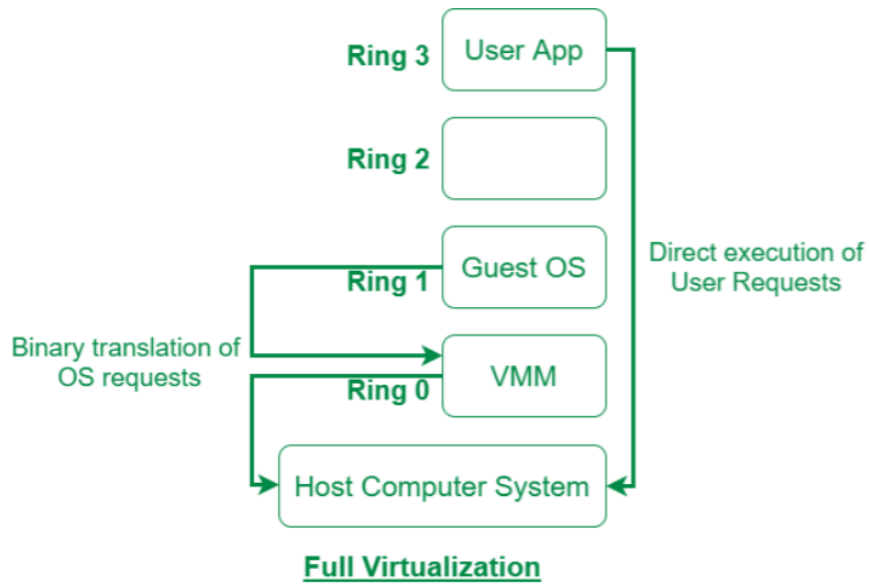 Ring 3
User App
Ring 2
Direct execution of
User Requests
Guest OS
Ring 1
Binary translation of
OS requests
VMM
Ring 0
Host Computer System
Full Virtualization